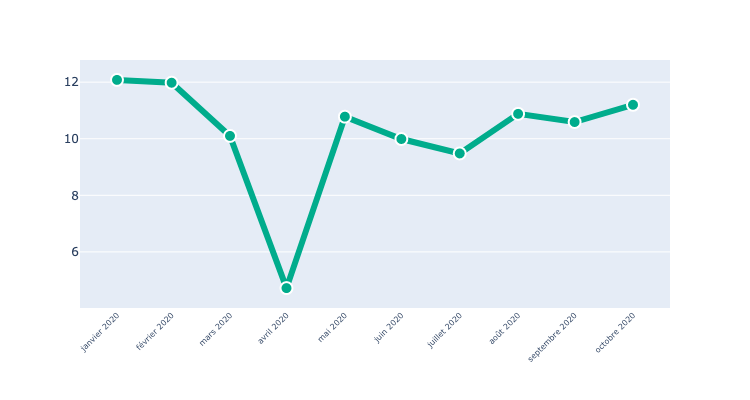 12
10
8
6
janvier 2020
février 2020
mars 2020
avril 2020
mai 2020
juin 2020
juillet 2020
août 2020
septembre 2020
octobre 2020